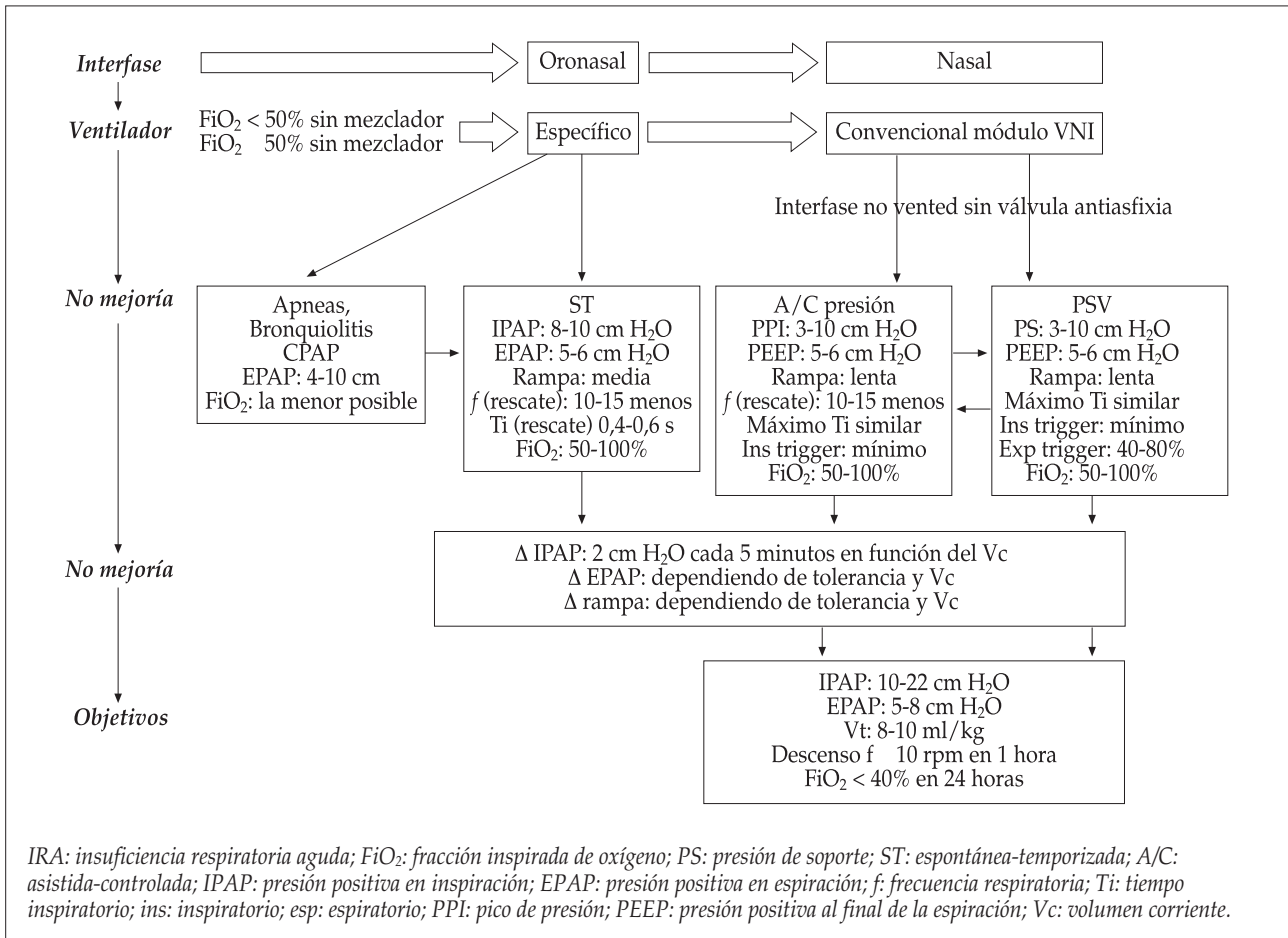 Interfase
Oronasal
Nasal
Ventilador
FiO₂ < 50% sin mezclador
FiO₂ 50% sin mezclador
Específico
Convencional módulo VNI
Interfase no vented sin válvula antiasfixia
No mejoría
Apneas,
Bronquiolitis
CPAP
EPAP: 4-10 cm
FiO₂: la menor posible
ST
IPAP: 8-10 cm H₂O
EPAP: 5-6 cm H₂O
Rampa: media
f (rescate): 10-15 menos
Ti (rescate) 0,4-0,6 s
FiO₂: 50-100%
A/C presión
PPI: 3-10 cm H₂O
PEEP: 5-6 cm H₂O
Rampa: lenta
f (rescate): 10-15 menos
Máximo Ti similar
Ins trigger: mínimo
FiO₂: 50-100%
PSV
PS: 3-10 cm H₂O
PEEP: 5-6 cm H₂O
Rampa: lenta
Máximo Ti similar
Ins trigger: mínimo
Exp trigger: 40-80%
FiO₂: 50-100%
No mejoría
Δ IPAP: 2 cm H₂O cada 5 minutos en función del Vc
Δ EPAP: dependiendo de tolerancia y Vc
Δ rampa: dependiendo de tolerancia y Vc
Objetivos
IPAP: 10-22 cm H₂O
EPAP: 5-8 cm H₂O
Vt: 8-10 ml/kg
Descenso f 10 rpm en 1 hora
FiO₂ < 40% en 24 horas
IRA: insuficiencia respiratoria aguda; FiO₂: fracción inspirada de oxígeno; PS: presión de soporte; ST: espontánea-temporizada; A/C:
asistida-controlada; IPAP: presión positiva en inspiración; EPAP: presión positiva en espiración; f: frecuencia respiratoria; Ti: tiempo
inspiratorio; ins: inspiratorio; esp: espiratorio; PPI: pico de presión; PEEP: presión positiva al final de la espiración; Vc: volumen corriente.